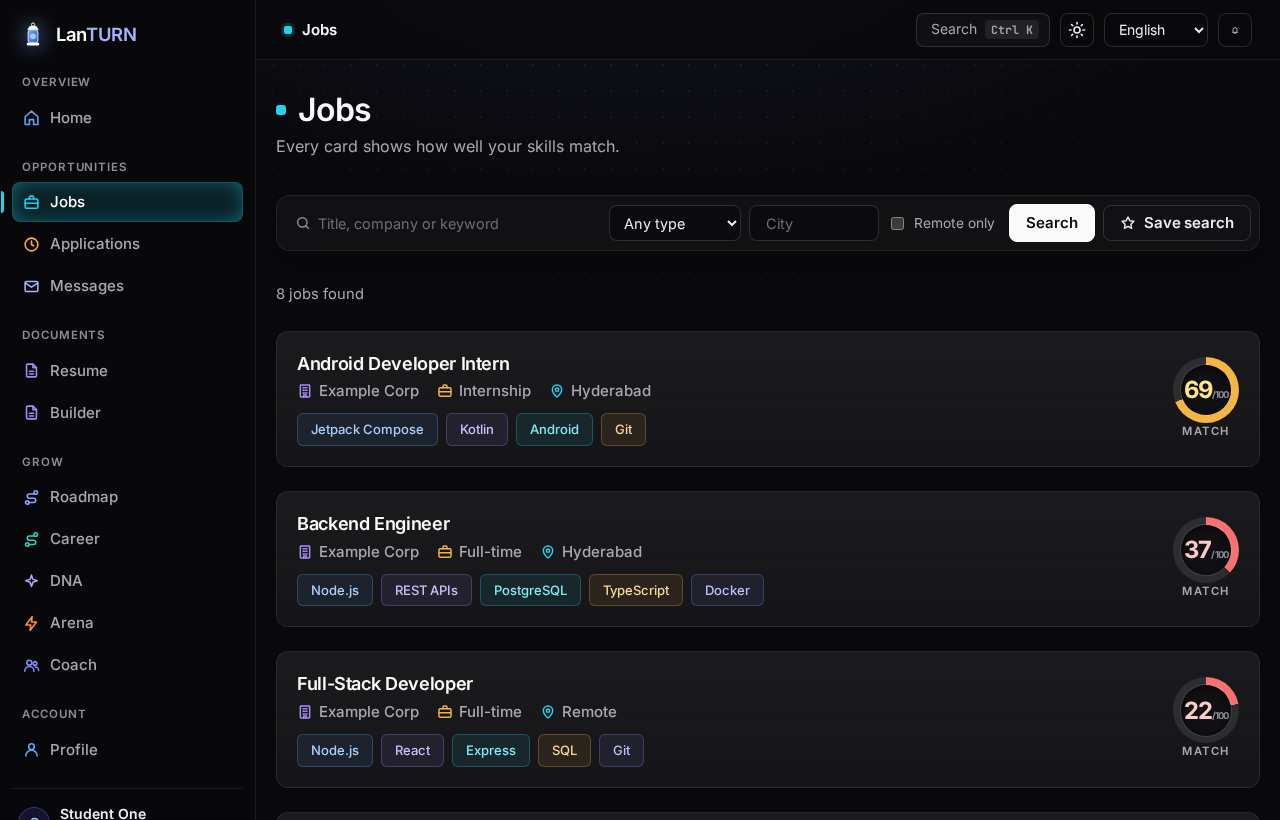 LanTURN
OVERVIEW
Home
OPPORTUNITIES
Jobs
Applications
Messages
DOCUMENTS
Resume
Builder
GROW
Roadmap
Career
DNA
Arena
Coach
ACCOUNT
Profile
Student One
Jobs
Search Ctrl K
English
Jobs
Every card shows how well your skills match.
Title, company or keyword
Any type
City
Remote only
Search
Save search
8 jobs found
Android Developer Intern
Example Corp Internship Hyderabad
Jetpack Compose Kotlin Android Git
69/100
MATCH
Backend Engineer
Example Corp Full-time Hyderabad
Node.js REST APIs PostgreSQL TypeScript Docker
37/100
MATCH
Full-Stack Developer
Example Corp Full-time Remote
Node.js React Express SQL Git
22/100
MATCH